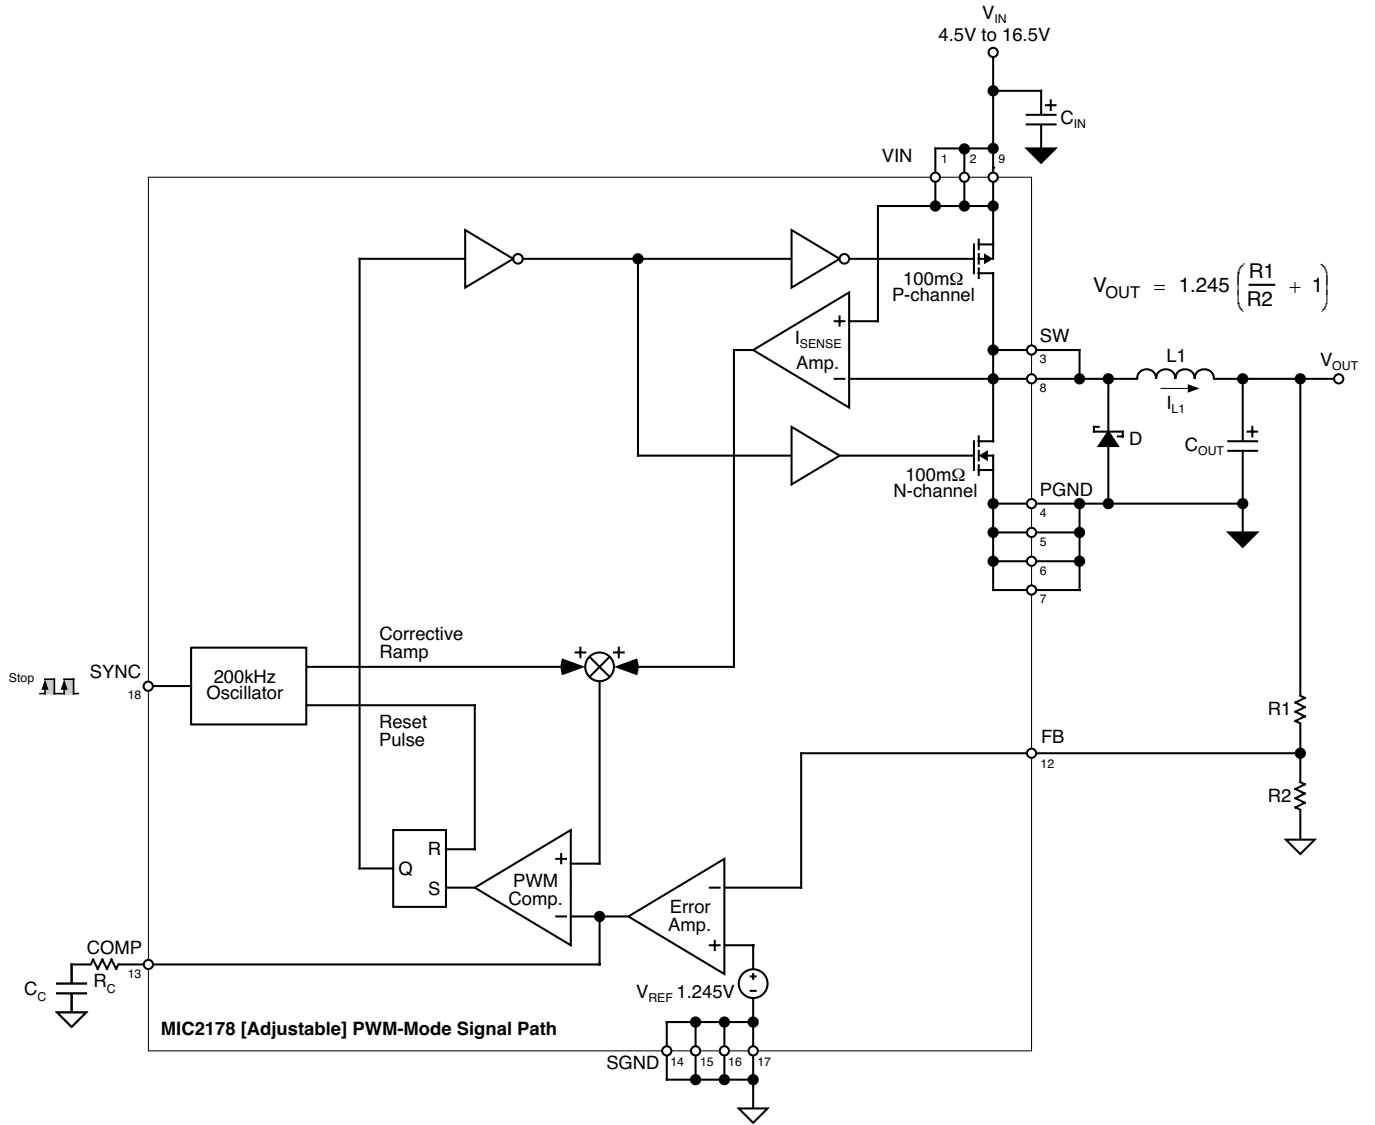 VIN
4.5V to 16.5V
+
CIN
VIN
1
2
9
100mΩ
P-channel
VOUT = 1.245 (R1/R2 + 1)
+
ISENSE
Amp.
−
SW
3
8
L1
IL1
VOUT
D
+
COUT
100mΩ
N-channel
PGND
4
5
6
7
Corrective
Ramp
+
+
Stop
SYNC
18
200kHz
Oscillator
Reset
Pulse
R1
FB
12
R2
R
Q
S
+
PWM
Comp.
−
−
Error
Amp.
+
COMP
13
RC
CC
+
−
VREF 1.245V
MIC2178 [Adjustable] PWM-Mode Signal Path
SGND
14
15
16
17